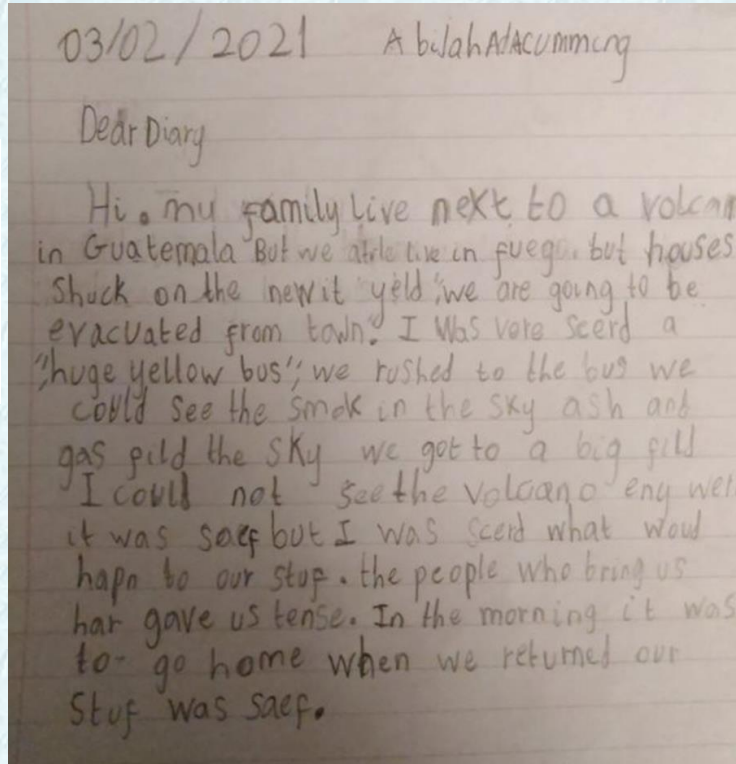 03/02/2021
Dear Diary
Hi. my family live next to a volcan
in Guatemala But we live in fuego. but houses
Shuck on the yeld "we are going to be
evacuated from town" I Was vere scerd a
"huge yellow bus", we rushed to the bus we
could see the smok in the sky ash and
gas fild the sky we got to a big fild
I could not see the volcano eny wer
it was saef but I was scerd what woud
hapn to our stuf. the people who bring us
har gave us tense. In the morning it was
to go home when we returned our
Stuf was saef.